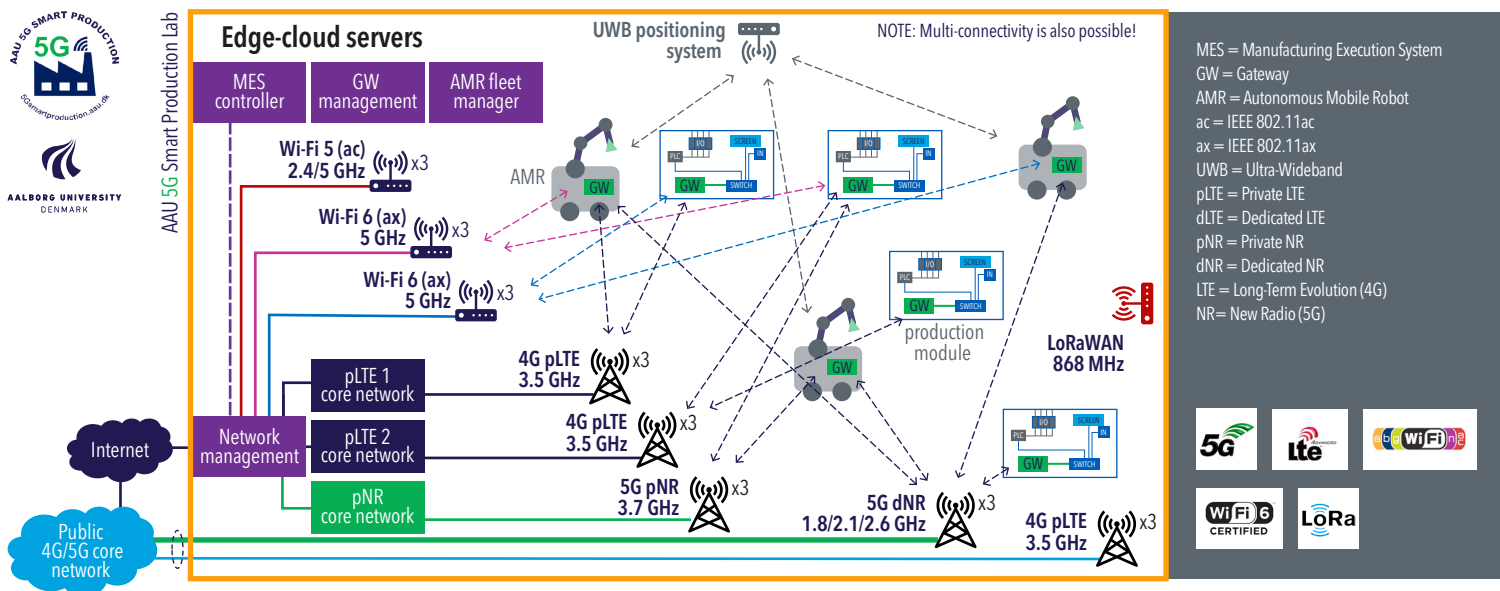 AAU 5G SMART PRODUCTION
5G
5Gsmartproduction.aau.dk
AALBORG UNIVERSITY
DENMARK
AAU 5G Smart Production Lab
Edge-cloud servers
MES
controller
GW
management
AMR fleet
manager
UWB positioning
system
NOTE: Multi-connectivity is also possible!
Wi-Fi 5 (ac)
2.4/5 GHz
x3
Wi-Fi 6 (ax)
5 GHz
x3
Wi-Fi 6 (ax)
5 GHz
x3
AMR
GW
I/O
SCREEN
PLC
IN
GW
SWITCH
I/O
SCREEN
PLC
IN
GW
SWITCH
GW
I/O
SCREEN
PLC
IN
GW
SWITCH
production
module
LoRaWAN
868 MHz
GW
I/O
SCREEN
PLC
IN
GW
SWITCH
4G pLTE
3.5 GHz
x3
4G pLTE
3.5 GHz
x3
5G pNR
3.7 GHz
x3
5G dNR
1.8/2.1/2.6 GHz
x3
4G pLTE
3.5 GHz
x3
pLTE 1
core network
pLTE 2
core network
pNR
core network
Network
management
Internet
Public
4G/5G core
network
MES = Manufacturing Execution System
GW = Gateway
AMR = Autonomous Mobile Robot
ac = IEEE 802.11ac
ax = IEEE 802.11ax
UWB = Ultra-Wideband
pLTE = Private LTE
dLTE = Dedicated LTE
pNR = Private NR
dNR = Dedicated NR
LTE = Long-Term Evolution (4G)
NR= New Radio (5G)
5G
Lte ADVANCED
a b g WiFi n ac
WiFi 6
CERTIFIED
LoRa